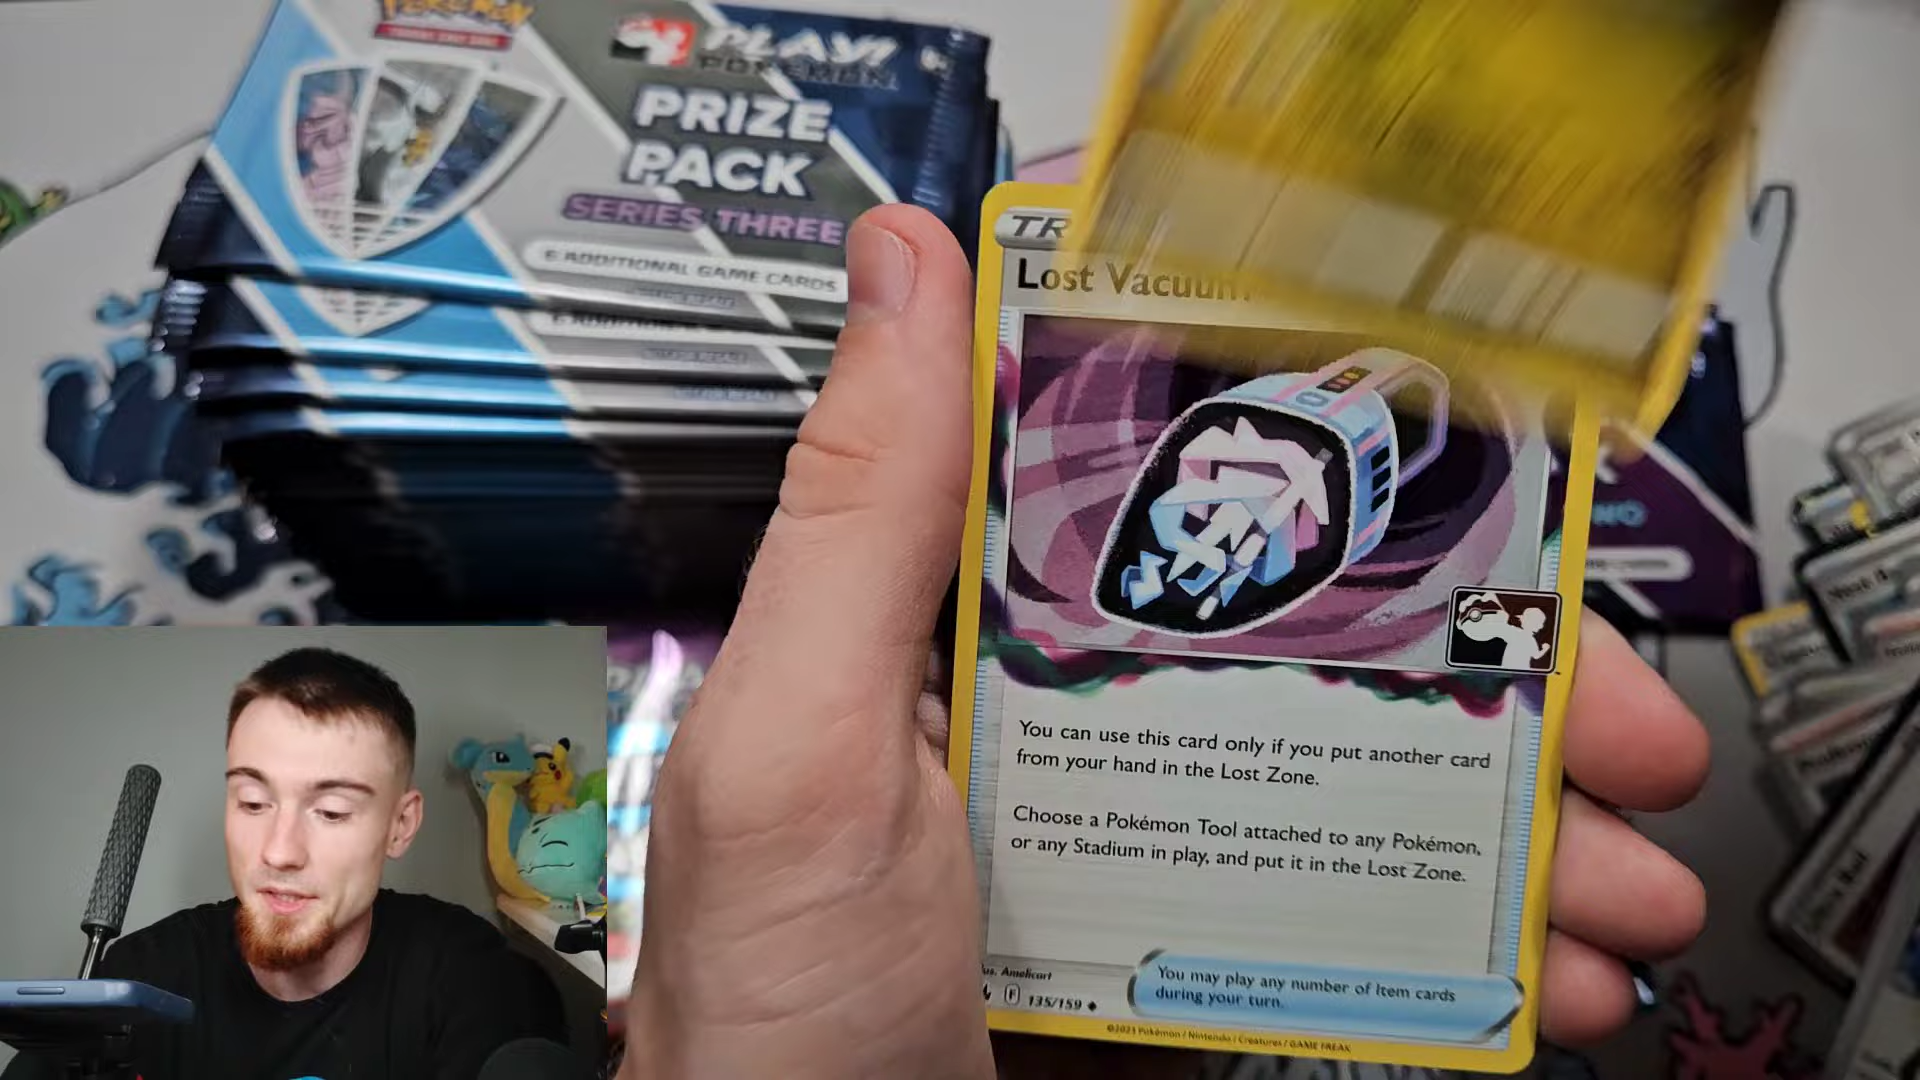 POKÉMON
PLAY!
POKÉMON
PRIZE
PACK
SERIES THREE
6 ADDITIONAL GAME CARDS
TR
Lost Vacuum
You can use this card only if you put another card
from your hand in the Lost Zone.
Choose a Pokémon Tool attached to any Pokémon,
or any Stadium in play, and put it in the Lost Zone.
us. Amelicart
F 135/159
You may play any number of Item cards
during your turn.
©2023 Pokémon / Nintendo / Creatures / GAME FREAK